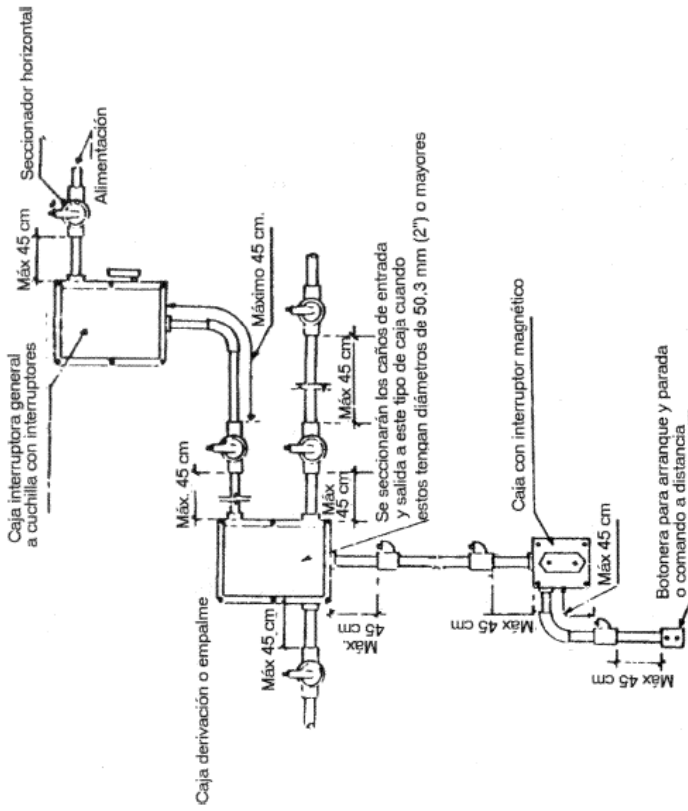 Caja interruptora general
a cuchilla con interruptores
Máx 45 cm
Seccionador horizontal
Alimentación
Máximo 45 cm.
Caja derivación o empalme
Máx. 45 cm
Máx 45 cm
Máx
45 cm
Máx 45 cm
Se seccionarán los caños de entrada
y salida a este tipo de caja cuando
estos tengan diámetros de 50,3 mm (2") o mayores
Máx.
45 cm
Máx 45 cm
Caja con interruptor magnético
Máx 45 cm
Máx 45 cm
Botonera para arranque y parada
o comando a distancia